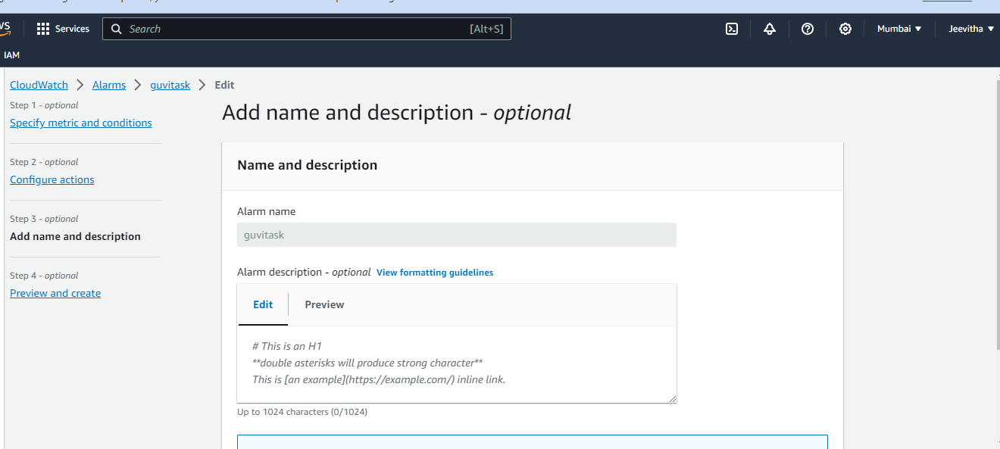 Services
Search
[Alt+S]
Mumbai
Jeevitha
IAM
CloudWatch
Alarms
guvitask
Edit
Step 1 - optional
Specify metric and conditions
Step 2 - optional
Configure actions
Step 3 - optional
Add name and description
Step 4 - optional
Preview and create
Add name and description - optional
Name and description
Alarm name
guvitask
Alarm description - optional View formatting guidelines
Edit
Preview
# This is an H1
**double asterisks will produce strong character**
This is [an example](https://example.com/) inline link.
Up to 1024 characters (0/1024)